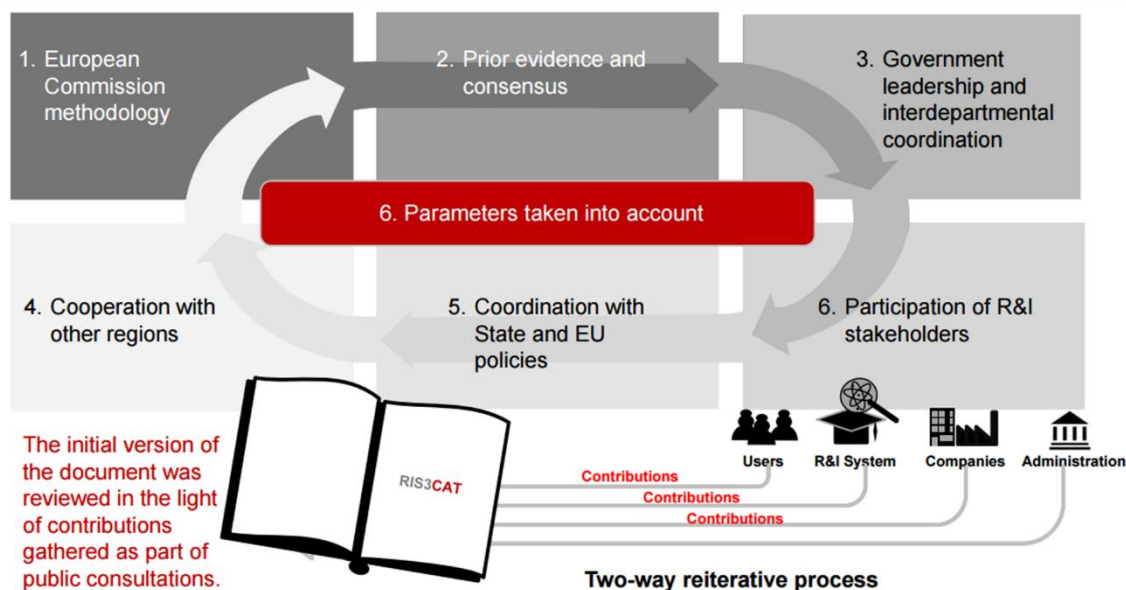 1. European
Commission
methodology
2. Prior evidence and
consensus
3. Government
leadership and
interdepartmental
coordination
6. Parameters taken into account
4. Cooperation with
other regions
5. Coordination with
State and EU
policies
6. Participation of R&I
stakeholders
The initial version of
the document was
reviewed in the light
of contributions
gathered as part of
public consultations.
RIS3CAT
Users
R&I System
Companies
Administration
Contributions
Contributions
Contributions
Two-way reiterative process